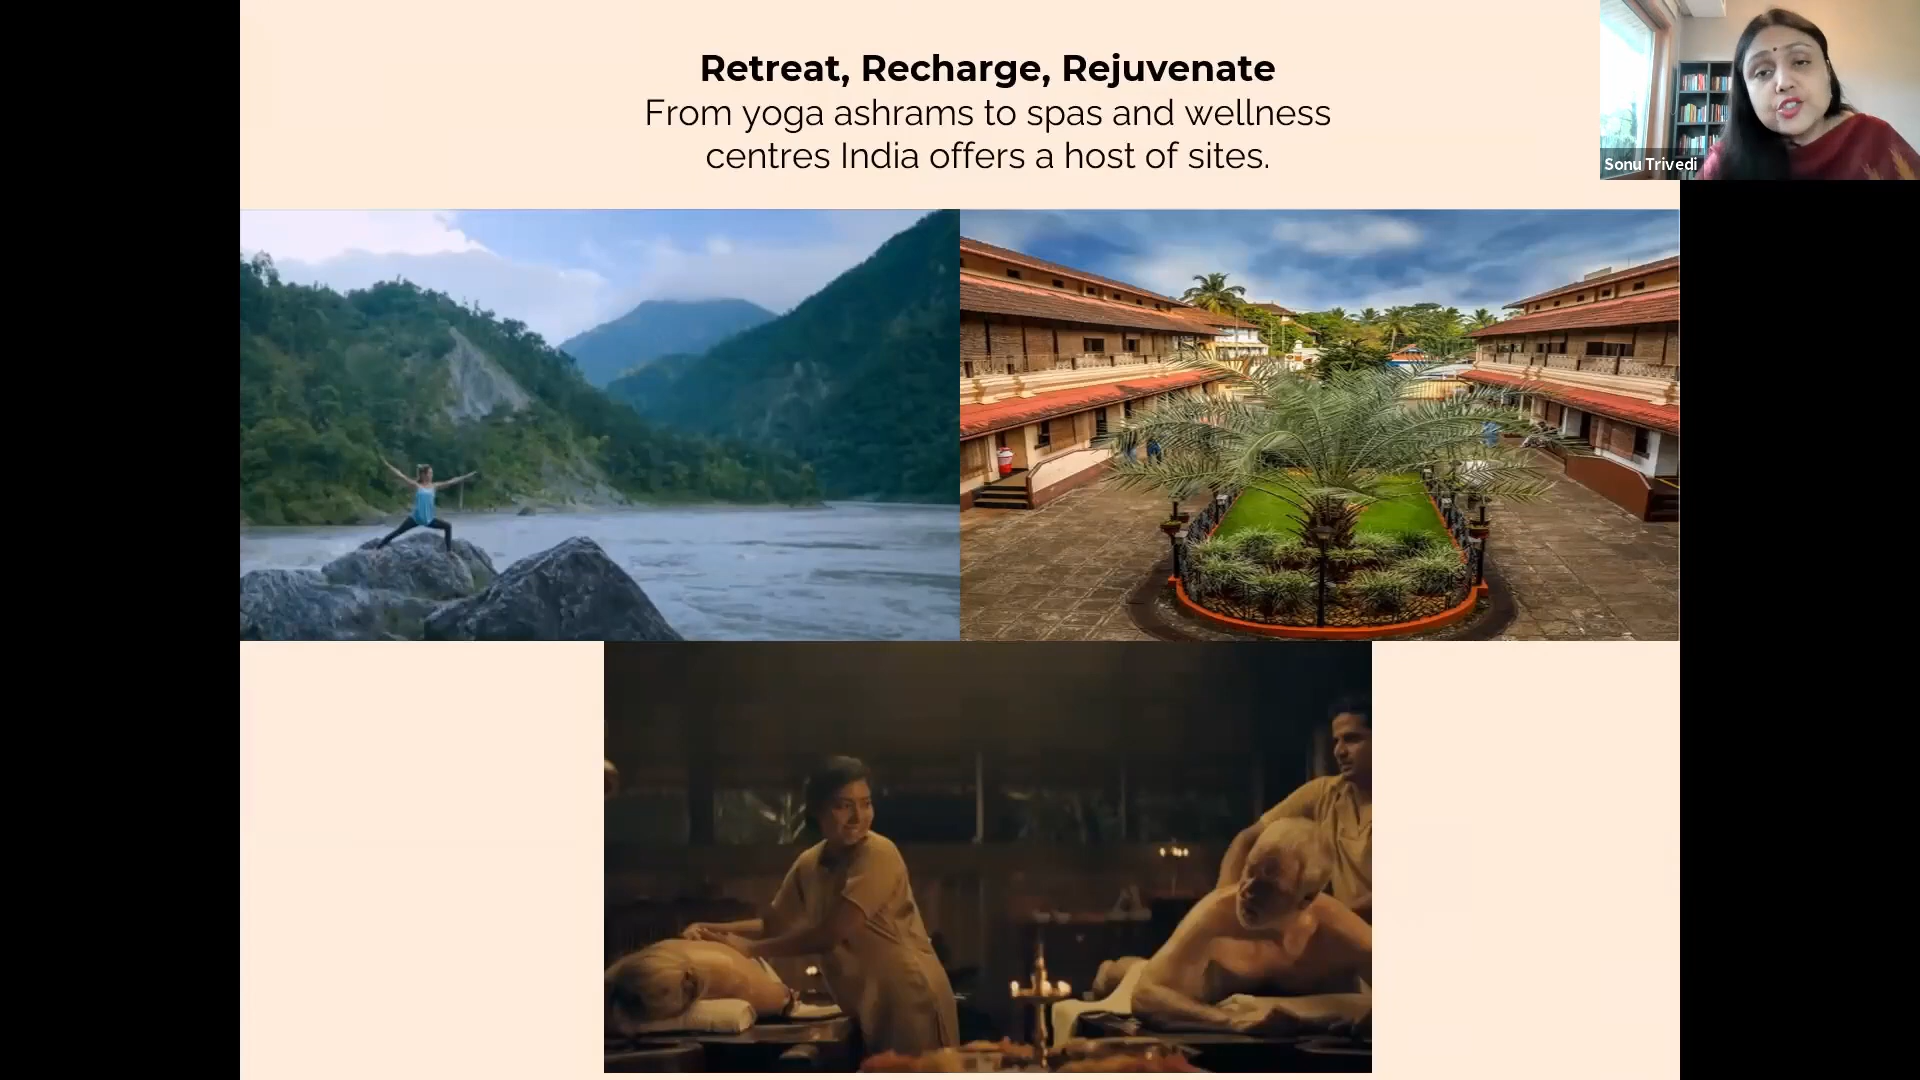 Retreat, Recharge, Rejuvenate
From yoga ashrams to spas and wellness
centres India offers a host of sites.
Sonu Trivedi